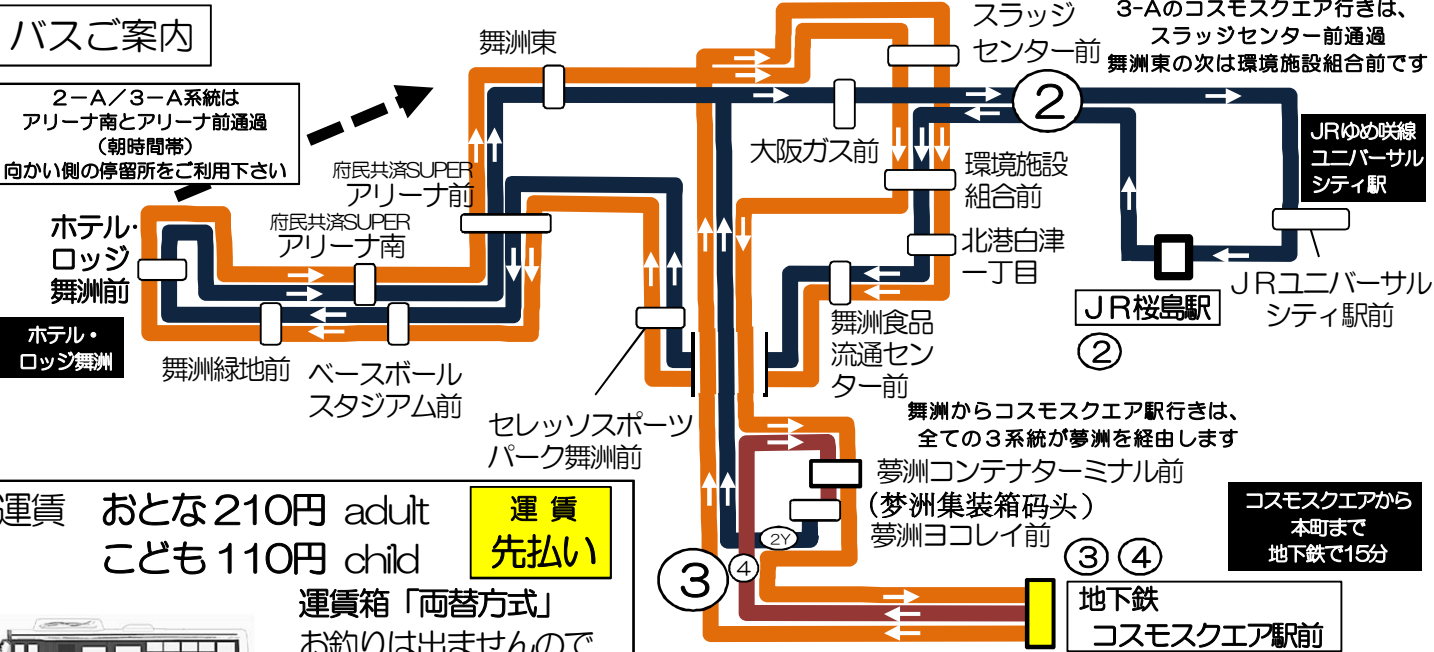 バスご案内
2－A／3－A系統は
アリーナ南とアリーナ前通過
（朝時間帯）
向かい側の停留所をご利用下さい
舞洲東
スラッジ
センター前
3-Aのコスモスクエア行きは、
スラッジセンター前通過
舞洲東の次は環境施設組合前です
②
大阪ガス前
環境施設
組合前
JRゆめ咲線
ユニバーサル
シティ駅
府民共済SUPER
アリーナ前
府民共済SUPER
アリーナ南
ホテル・
ロッジ
舞洲前
ホテル・
ロッジ舞洲
北港白津
一丁目
JR桜島駅
②
JRユニバーサル
シティ駅前
舞洲緑地前
ベースボール
スタジアム前
セレッソスポーツ
パーク舞洲前
舞洲食品
流通セン
ター前
舞洲からコスモスクエア駅行きは、
全ての３系統が夢洲を経由します
夢洲コンテナターミナル前
（梦洲集装箱码头）
夢洲ヨコレイ前
2Y
③
④
コスモスクエアから
本町まで
地下鉄で15分
③ ④
地下鉄
コスモスクエア駅前
運賃 おとな210円 adult
こども110円 child
運賃
先払い
運賃箱「両替方式」
お釣りは出ませんので